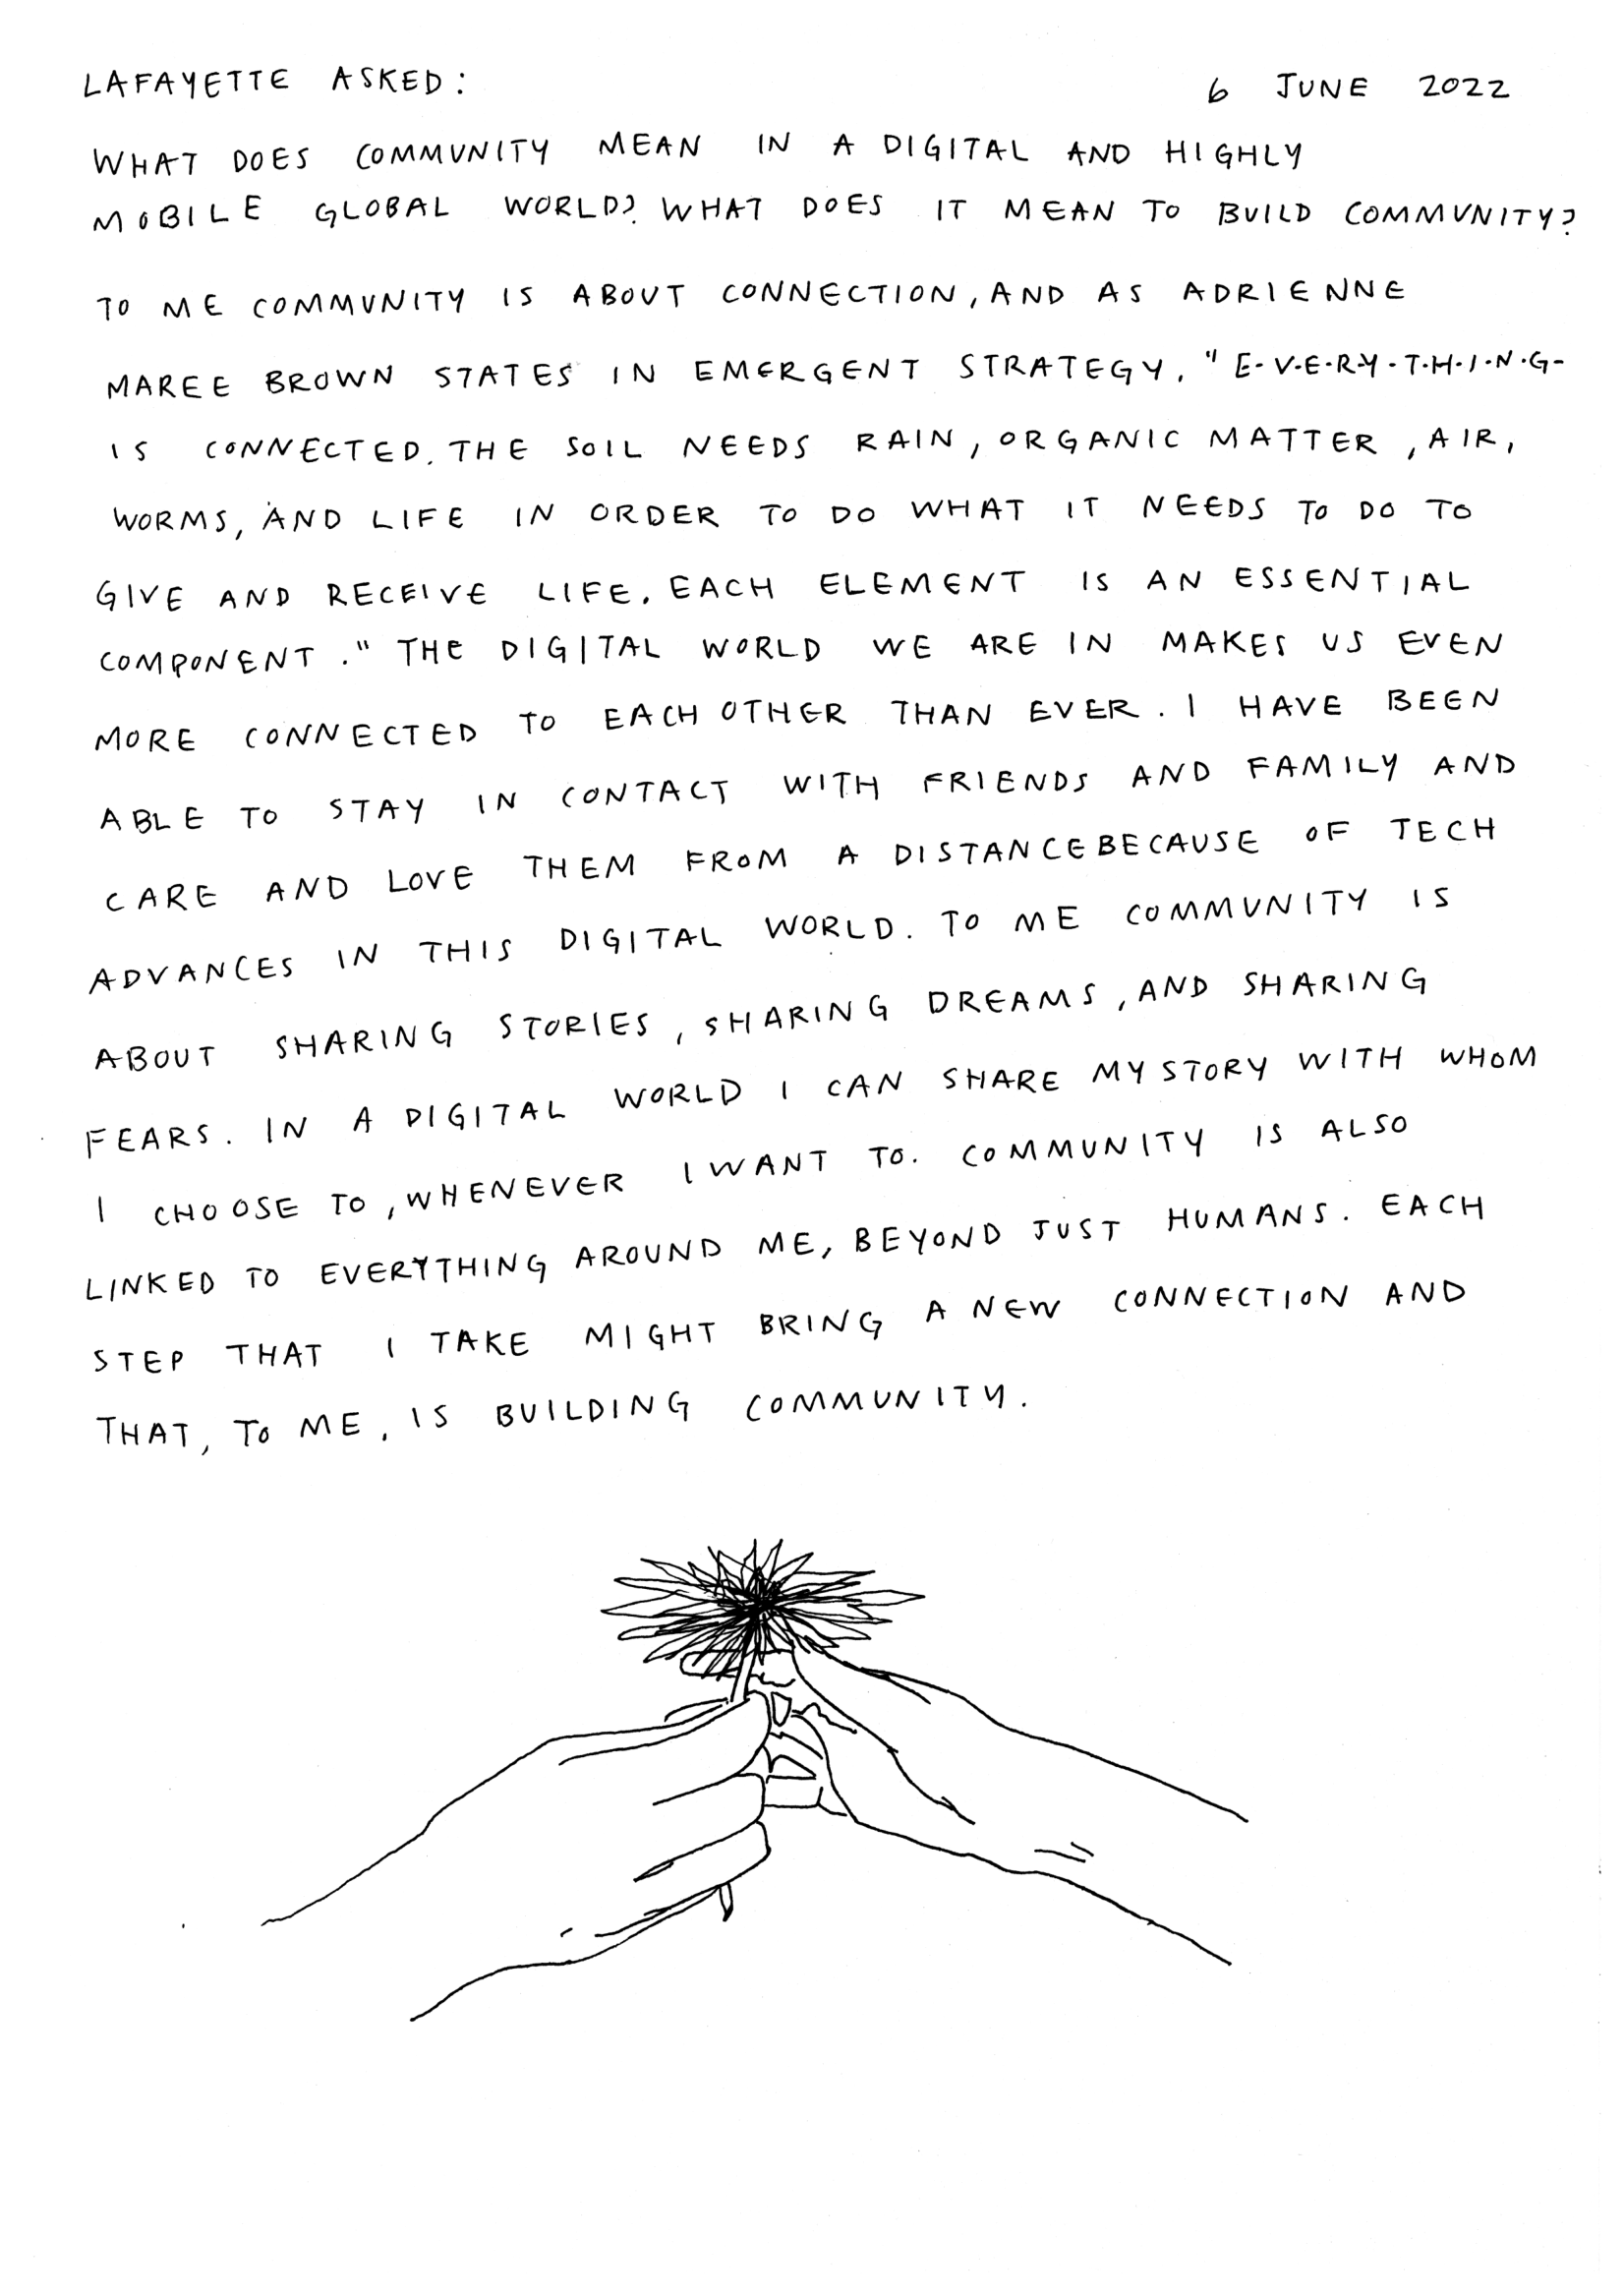 LAFAYETTE ASKED: 6 JUNE 2022
WHAT DOES COMMUNITY MEAN IN A DIGITAL AND HIGHLY
MOBILE GLOBAL WORLD? WHAT DOES IT MEAN TO BUILD COMMUNITY?
TO ME COMMUNITY IS ABOUT CONNECTION, AND AS ADRIENNE
MAREE BROWN STATES IN EMERGENT STRATEGY, "E-V-E-R-Y-T-H-I-N-G-
IS CONNECTED. THE SOIL NEEDS RAIN, ORGANIC MATTER, AIR,
WORMS, AND LIFE IN ORDER TO DO WHAT IT NEEDS TO DO TO
GIVE AND RECEIVE LIFE. EACH ELEMENT IS AN ESSENTIAL
COMPONENT." THE DIGITAL WORLD WE ARE IN MAKES US EVEN
MORE CONNECTED TO EACH OTHER THAN EVER. I HAVE BEEN
ABLE TO STAY IN CONTACT WITH FRIENDS AND FAMILY AND
CARE AND LOVE THEM FROM A DISTANCE BECAUSE OF TECH
ADVANCES IN THIS DIGITAL WORLD. TO ME COMMUNITY IS
ABOUT SHARING STORIES, SHARING DREAMS, AND SHARING
FEARS. IN A DIGITAL WORLD I CAN SHARE MY STORY WITH WHOM
I CHOOSE TO, WHENEVER I WANT TO. COMMUNITY IS ALSO
LINKED TO EVERYTHING AROUND ME, BEYOND JUST HUMANS. EACH
STEP THAT I TAKE MIGHT BRING A NEW CONNECTION AND
THAT, TO ME, IS BUILDING COMMUNITY.